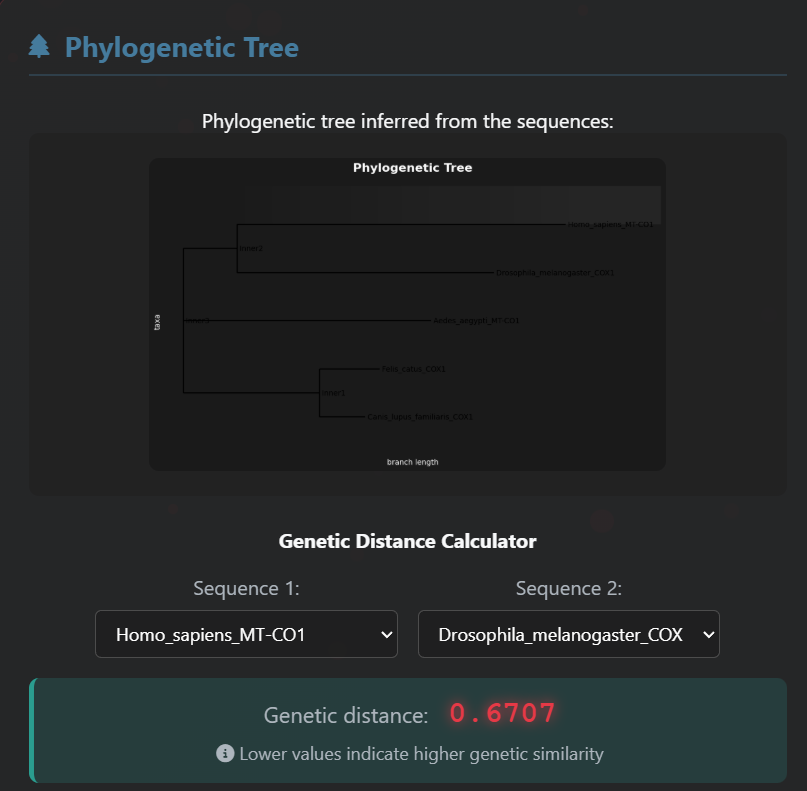 Phylogenetic Tree
Phylogenetic tree inferred from the sequences:
Phylogenetic Tree
Homo_sapiens_MT-CO1
Inner2
Drosophila_melanogaster_COX1
taxa
Inner3
Aedes_aegypti_MT-CO1
Felis_catus_COX1
Inner1
Canis_lupus_familiaris_COX1
branch length
Genetic Distance Calculator
Sequence 1:
Sequence 2:
Homo_sapiens_MT-CO1
Drosophila_melanogaster_COX
Genetic distance: 0.6707
Lower values indicate higher genetic similarity